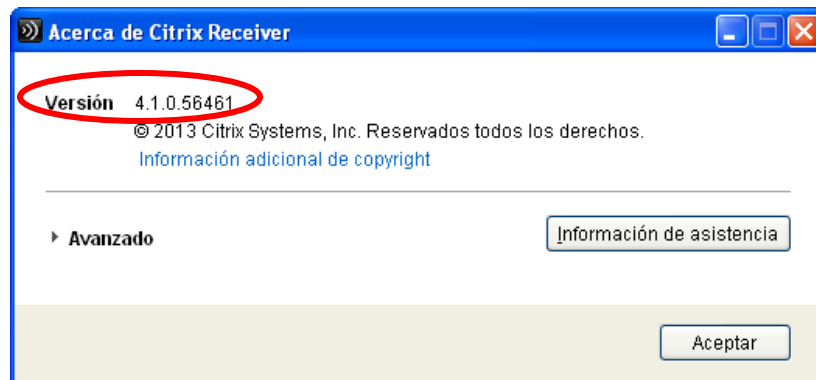 Acerca de Citrix Receiver
Versión 4.1.0.56461
© 2013 Citrix Systems, Inc. Reservados todos los derechos.
Información adicional de copyright
Avanzado
Información de asistencia
Aceptar